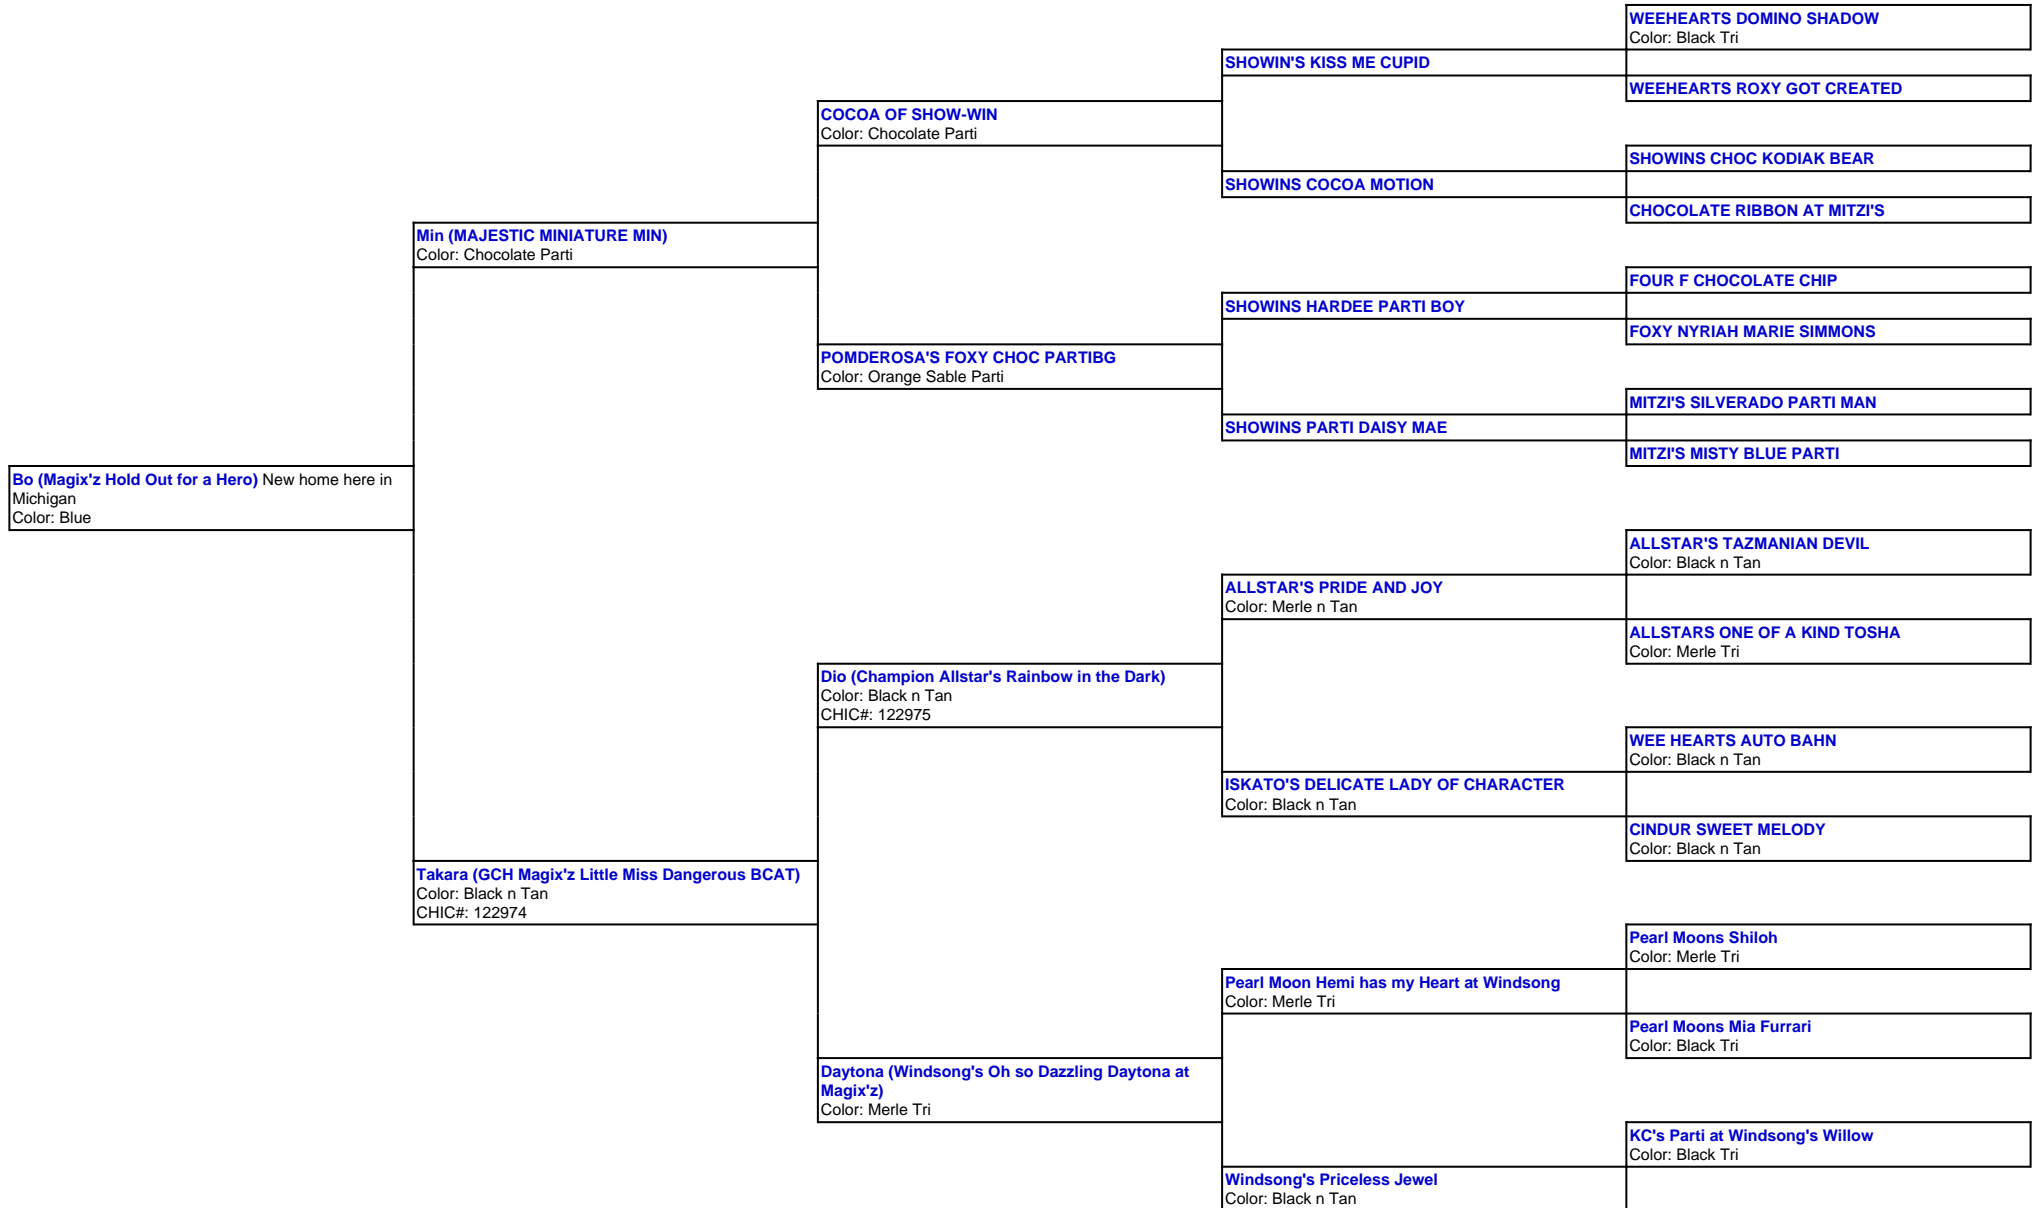 WEEHEARTS DOMINO SHADOW
Color: Black Tri
SHOWIN'S KISS ME CUPID
WEEHEARTS ROXY GOT CREATED
COCOA OF SHOW-WIN
Color: Chocolate Parti
SHOWINS CHOC KODIAK BEAR
SHOWINS COCOA MOTION
CHOCOLATE RIBBON AT MITZI'S
Min (MAJESTIC MINIATURE MIN)
Color: Chocolate Parti
FOUR F CHOCOLATE CHIP
SHOWINS HARDEE PARTI BOY
FOXY NYRIAH MARIE SIMMONS
POMDEROSA'S FOXY CHOC PARTIBG
Color: Orange Sable Parti
MITZI'S SILVERADO PARTI MAN
SHOWINS PARTI DAISY MAE
MITZI'S MISTY BLUE PARTI
Bo (Magix'z Hold Out for a Hero) New home here in
Michigan
Color: Blue
ALLSTAR'S TAZMANIAN DEVIL
Color: Black n Tan
ALLSTAR'S PRIDE AND JOY
Color: Merle n Tan
ALLSTARS ONE OF A KIND TOSHA
Color: Merle Tri
Dio (Champion Allstar's Rainbow in the Dark)
Color: Black n Tan
CHIC#: 122975
WEE HEARTS AUTO BAHN
Color: Black n Tan
ISKATO'S DELICATE LADY OF CHARACTER
Color: Black n Tan
CINDUR SWEET MELODY
Color: Black n Tan
Takara (GCH Magix'z Little Miss Dangerous BCAT)
Color: Black n Tan
CHIC#: 122974
Pearl Moons Shiloh
Color: Merle Tri
Pearl Moon Hemi has my Heart at Windsong
Color: Merle Tri
Pearl Moons Mia Furrari
Color: Black Tri
Daytona (Windsong's Oh so Dazzling Daytona at
Magix'z)
Color: Merle Tri
KC's Parti at Windsong's Willow
Color: Black Tri
Windsong's Priceless Jewel
Color: Black n Tan